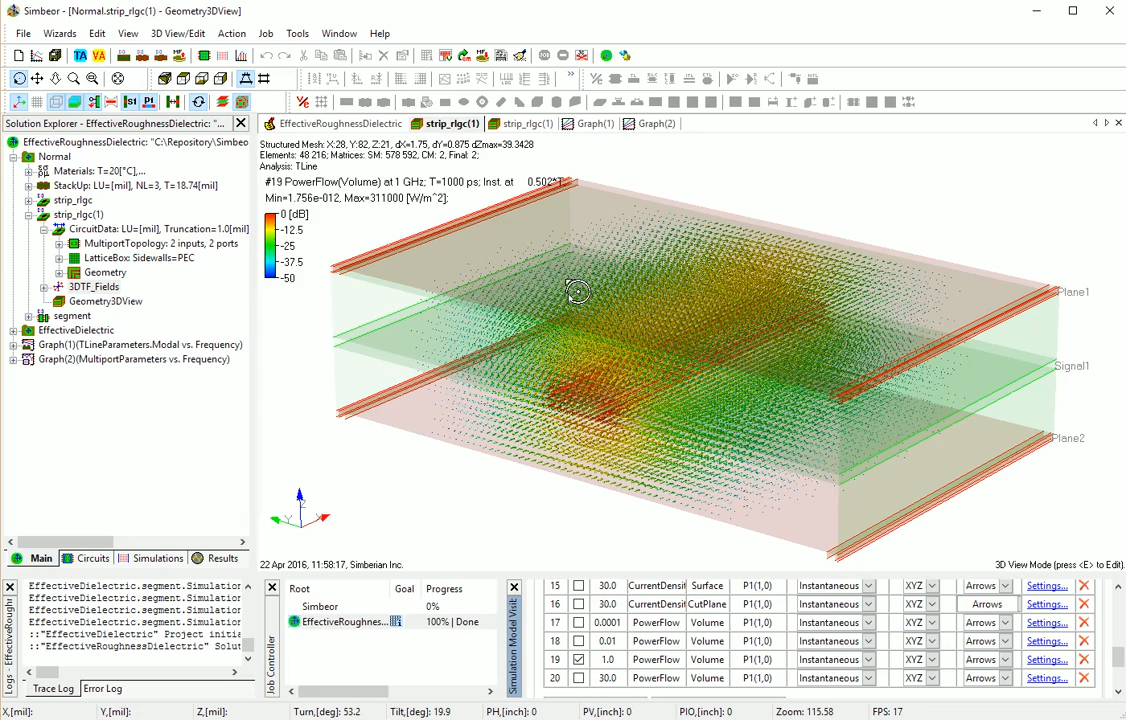 Simbeor - [Normal.strip_rlgc(1) - Geometry3DView]
File Wizards Edit View 3D View/Edit Action Job Tools Window Help
TA VA
S1 P1
Solution Explorer - EffectiveRoughnessDielectric: "...
EffectiveRoughnessDielectric strip_rlgc(1) strip_rlgc(1) Graph(1) Graph(2)
EffectiveRoughnessDielectric: "C:\Repository\Simbeo
Normal
Materials: T=20[°C],...
StackUp: LU=[mil], NL=3, T=18.74[mil]
strip_rlgc
strip_rlgc(1)
CircuitData: LU=[mil], Truncation=1.0[mil]
MultiportTopology: 2 inputs, 2 ports
LatticeBox: Sidewalls=PEC
Geometry
3DTF_Fields
Geometry3DView
segment
EffectiveDielectric
Graph(1)(TLineParameters.Modal vs. Frequency)
Graph(2)(MultiportParameters vs. Frequency)
Main Circuits Simulations Results
Structured Mesh: X:28, Y:82, Z:21, dX=1.75, dY=0.875 dZmax=39.3428
Elements: 48 216; Matrices: SM: 578 592, CM: 2, Final: 2;
Analysis: TLine
#19 PowerFlow(Volume) at 1 GHz; T=1000 ps; Inst. at 0.502*T,
Min=1.756e-012, Max=311000 [W/m^2];
0 [dB]
-12.5
-25
-37.5
-50
Plane1
Signal1
Plane2
Z
Y
X
22 Apr 2016, 11:58:17, Simberian Inc.
3D View Mode (press <E> to Edit).
Logs - EffectiveRoughn
EffectiveDielectric.segment.Simulation
EffectiveDielectric.segment.Simulation
EffectiveDielectric.segment.Simulation
EffectiveDielectric.segment.Simulation
::"EffectiveDielectric" Project initia
::"EffectiveRoughnessDielectric" Solut
Trace Log Error Log
Job Controller
Root Goal Progress
Simbeor 0%
EffectiveRoughnes... 100% | Done
Simulation Model Visib
15 30.0 CurrentDensit Surface P1(1,0) Instantaneous XYZ Arrows Settings...
16 30.0 CurrentDensit CutPlane P1(1,0) Instantaneous XYZ Arrows Settings...
17 0.0001 PowerFlow Volume P1(1,0) Instantaneous XYZ Arrows Settings...
18 0.01 PowerFlow Volume P1(1,0) Instantaneous XYZ Arrows Settings...
19 1.0 PowerFlow Volume P1(1,0) Instantaneous XYZ Arrows Settings...
20 30.0 PowerFlow Volume P1(1,0) Instantaneous XYZ Arrows Settings...
X,[mil]: Y,[mil]: Z,[mil]: Turn,[deg]: 53.2 Tilt,[deg]: 19.9 PH,[inch]: 0 PV,[inch]: 0 PIO,[inch]: 0 Zoom: 115.58 FPS: 17